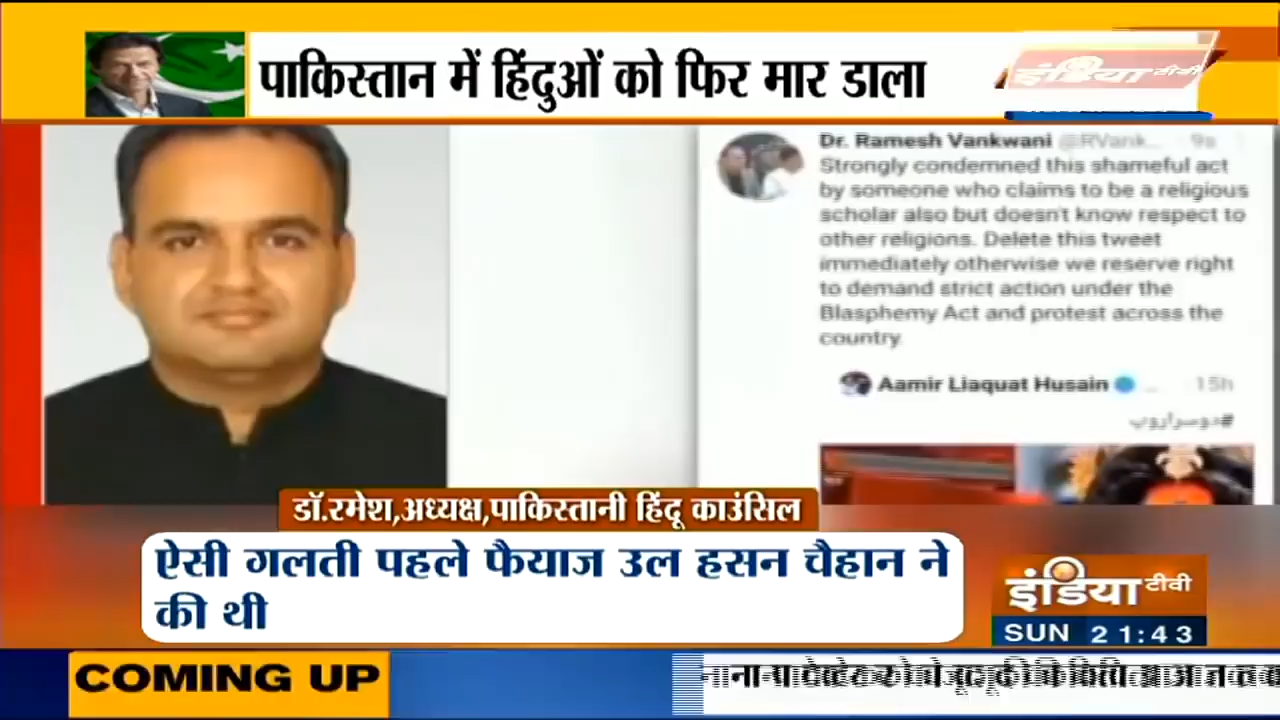 पाकिस्तान में हिंदुओं को फिर मार डाला
इंडिया टीवी
Dr. Ramesh Vankwani @RVank... 9s
Strongly condemned this shameful act
by someone who claims to be a religious
scholar also but doesn't know respect to
other religions. Delete this tweet
immediately otherwise we reserve right
to demand strict action under the
Blasphemy Act and protest across the
country
Aamir Liaquat Husain ... 15h
#دوسراروپ
डॉ.रमेश,अध्यक्ष,पाकिस्तानी हिंदू काउंसिल
ऐसी गलती पहले फैयाज उल हसन चैहान ने
की थी
इंडिया टीवी
SUN 21:43
COMING UP